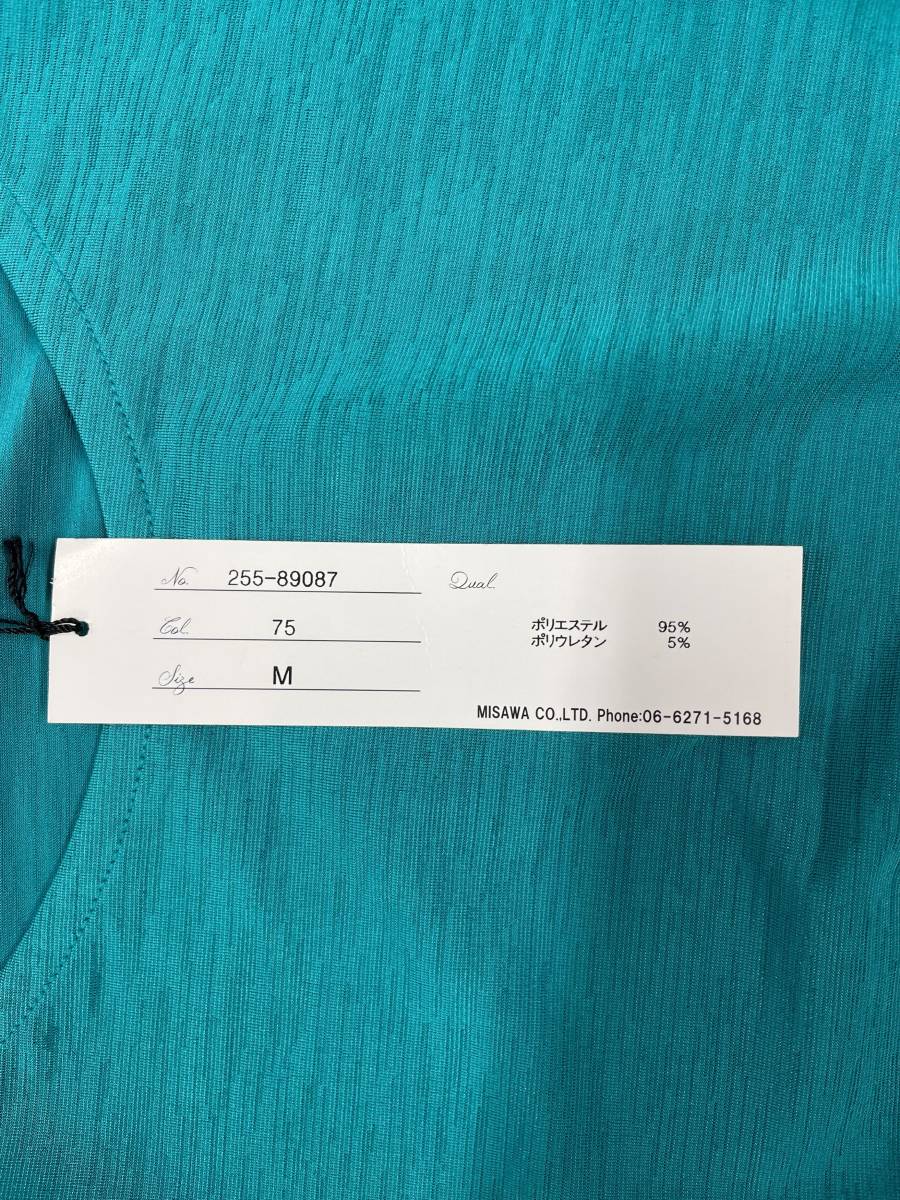 No. 255-89087
Col. 75
Size M
Qual.
ポリエステル 95%
ポリウレタン 5%
MISAWA CO.,LTD. Phone:06-6271-5168